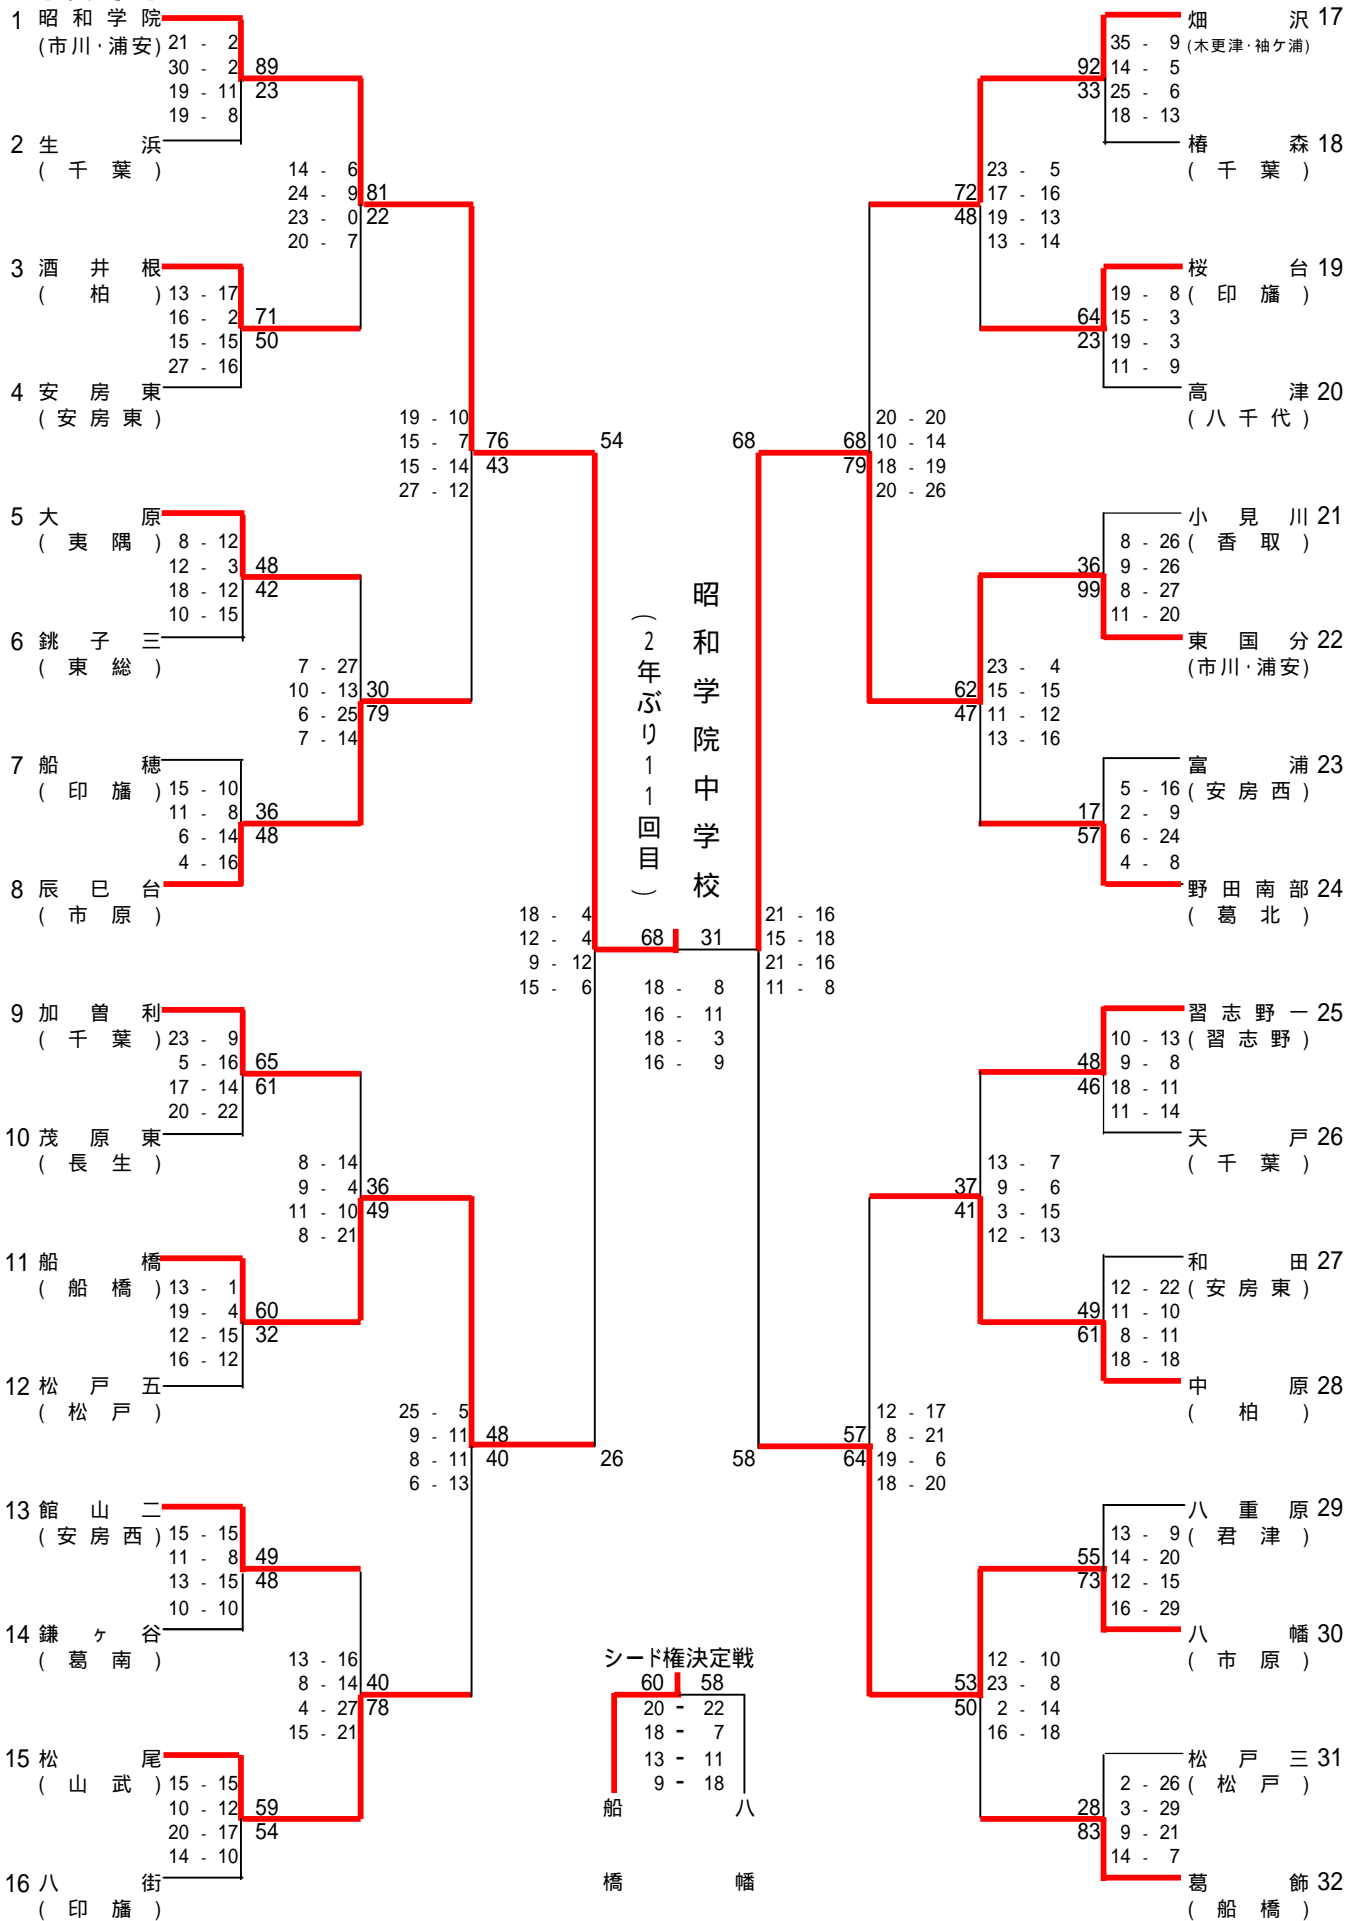 1 昭和学院
(市川･浦安)
21 - 2
30 - 2
19 - 11
19 - 8
89
23
2 生浜
(千葉)
14 - 6
24 - 9
23 - 0
20 - 7
81
22
3 酒井根
(柏)
13 - 17
16 - 2
15 - 15
27 - 16
71
50
4 安房東
(安房東)
19 - 10
15 - 7
15 - 14
27 - 12
76
43
54
5 大原
(夷隅)
8 - 12
12 - 3
18 - 12
10 - 15
48
42
6 銚子三
(東総)
7 - 27
10 - 13
6 - 25
7 - 14
30
79
7 船穂
(印旛)
15 - 10
11 - 8
6 - 14
4 - 16
36
48
8 辰巳台
(市原)
18 - 4
12 - 4
9 - 12
15 - 6
9 加曽利
(千葉)
23 - 9
5 - 16
17 - 14
20 - 22
65
61
10 茂原東
(長生)
8 - 14
9 - 4
11 - 10
8 - 21
36
49
11 船橋
(船橋)
13 - 1
19 - 4
12 - 15
16 - 12
60
32
12 松戸五
(松戸)
25 - 5
9 - 11
8 - 11
6 - 13
48
40
26
13 館山二
(安房西)
15 - 15
11 - 8
13 - 15
10 - 10
49
48
14 鎌ヶ谷
(葛南)
13 - 16
8 - 14
4 - 27
15 - 21
40
78
15 松尾
(山武)
15 - 15
10 - 12
20 - 17
14 - 10
59
54
16 八街
(印旛)
昭和学院中学校
(2年ぶり11回目)
68 31
18 - 8
16 - 11
18 - 3
16 - 9
シード権決定戦
60 58
20 - 22
18 - 7
13 - 11
9 - 18
船橋
八幡
畑沢 17
(木更津･袖ケ浦)
35 - 9
14 - 5
25 - 6
18 - 13
92
33
椿森 18
(千葉)
23 - 5
17 - 16
19 - 13
13 - 14
72
48
桜台 19
(印旛)
19 - 8
15 - 3
19 - 3
11 - 9
64
23
高津 20
(八千代)
20 - 20
10 - 14
18 - 19
20 - 26
68
79
68
小見川 21
(香取)
8 - 26
9 - 26
8 - 27
11 - 20
36
99
東国分 22
(市川･浦安)
23 - 4
15 - 15
11 - 12
13 - 16
62
47
富浦 23
(安房西)
5 - 16
2 - 9
6 - 24
4 - 8
17
57
野田南部 24
(葛北)
21 - 16
15 - 18
21 - 16
11 - 8
習志野一 25
(習志野)
10 - 13
9 - 8
18 - 11
11 - 14
48
46
天戸 26
(千葉)
13 - 7
9 - 6
3 - 15
12 - 13
37
41
和田 27
(安房東)
12 - 22
11 - 10
8 - 11
18 - 18
49
61
中原 28
(柏)
12 - 17
8 - 21
19 - 6
18 - 20
57
64
58
八重原 29
(君津)
13 - 9
14 - 20
12 - 15
16 - 29
55
73
八幡 30
(市原)
12 - 10
23 - 8
2 - 14
16 - 18
53
50
松戸三 31
(松戸)
2 - 26
3 - 29
9 - 21
14 - 7
28
83
葛飾 32
(船橋)